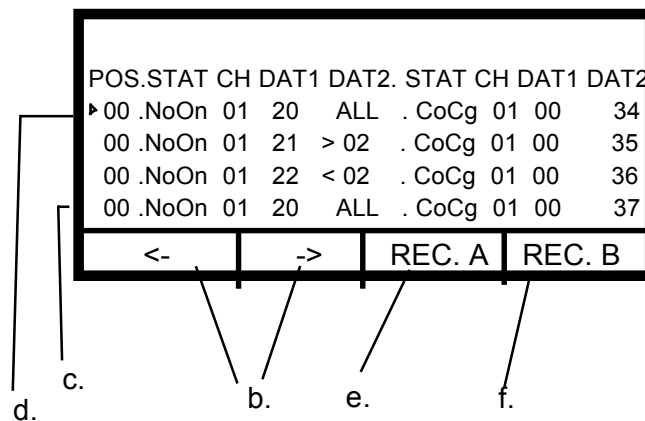 POS.STAT CH DAT1 DAT2. STAT CH DAT1 DAT2
00 .NoOn 01 20 ALL . CoCg 01 00 34
00 .NoOn 01 21 > 02 . CoCg 01 00 35
00 .NoOn 01 22 < 02 . CoCg 01 00 36
00 .NoOn 01 20 ALL . CoCg 01 00 37
<- -> REC. A REC. B
c. b. e. f.
d.